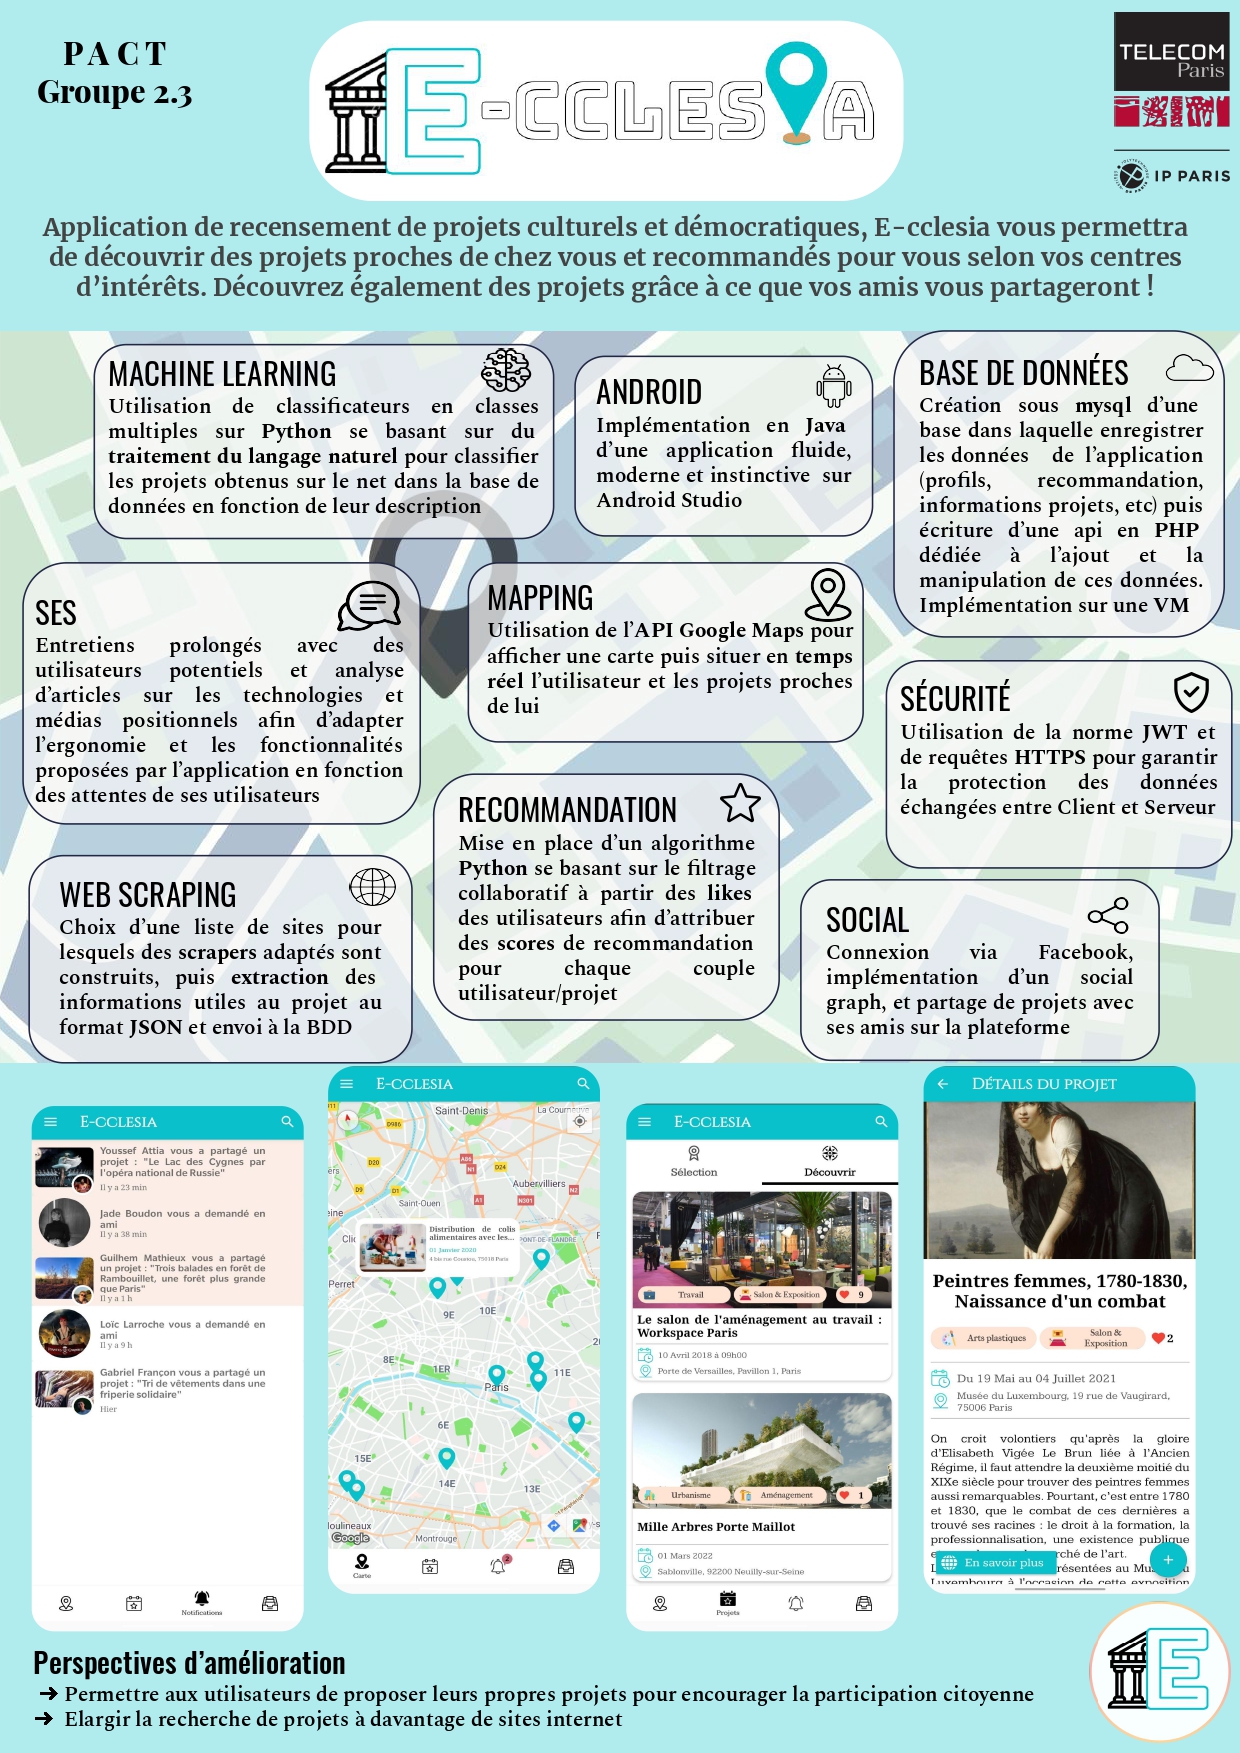 PACT
Groupe 2.3
E-CCLESIA
TELECOM
Paris
IP PARIS
Application de recensement de projets culturels et démocratiques, E-cclesia vous permettra
de découvrir des projets proches de chez vous et recommandés pour vous selon vos centres
d'intérêts. Découvrez également des projets grâce à ce que vos amis vous partageront !
MACHINE LEARNING
Utilisation de classificateurs en classes
multiples sur Python se basant sur du
traitement du langage naturel pour classifier
les projets obtenus sur le net dans la base de
données en fonction de leur description
ANDROID
Implémentation en Java
d'une application fluide,
moderne et instinctive sur
Android Studio
BASE DE DONNÉES
Création sous mysql d'une
base dans laquelle enregistrer
les données de l'application
(profils, recommandation,
informations projets, etc) puis
écriture d'une api en PHP
dédiée à l'ajout et la
manipulation de ces données.
Implémentation sur une VM
SES
Entretiens prolongés avec des
utilisateurs potentiels et analyse
d'articles sur les technologies et
médias positionnels afin d'adapter
l'ergonomie et les fonctionnalités
proposées par l'application en fonction
des attentes de ses utilisateurs
MAPPING
Utilisation de l'API Google Maps pour
afficher une carte puis situer en temps
réel l'utilisateur et les projets proches
de lui
SÉCURITÉ
Utilisation de la norme JWT et
de requêtes HTTPS pour garantir
la protection des données
échangées entre Client et Serveur
RECOMMANDATION
Mise en place d'un algorithme
Python se basant sur le filtrage
collaboratif à partir des likes
des utilisateurs afin d'attribuer
des scores de recommandation
pour chaque couple
utilisateur/projet
WEB SCRAPING
Choix d'une liste de sites pour
lesquels des scrapers adaptés sont
construits, puis extraction des
informations utiles au projet au
format JSON et envoi à la BDD
SOCIAL
Connexion via Facebook,
implémentation d'un social
graph, et partage de projets avec
ses amis sur la plateforme
E-CCLESIA
Youssef Attia vous a partagé un
projet : "Le Lac des Cygnes par
l'opéra national de Russie"
Il y a 23 min
Jade Boudon vous a demandé en
ami
Il y a 38 min
Guilhem Mathieux vous a partagé
un projet : "Trois balades en forêt de
Rambouillet, une forêt plus grande
que Paris"
Il y a 1 h
Loïc Larroche vous a demandé en
ami
Il y a 9 h
Gabriel Françon vous a partagé un
projet : "Tri de vêtements dans une
friperie solidaire"
Hier
Notifications
E-CCLESIA
Saint-Denis
D986
D20
A86
N1
D24
Aubervilliers
D9
D1
A1
N301
N2
Saint-Ouen
Distribution de colis
alimentaires avec les...
01 Janvier 2020
4 bis rue Coustou, 75018 Paris
PONT-DE-FLANDRE
Perret
9E
10E
8E
1ER
11E
Paris
6E
15E
14E
13E
Google
Montrouge
2
Carte
E-CCLESIA
Sélection
Découvrir
Travail
Salon & Exposition
9
Le salon de l'aménagement au travail :
Workspace Paris
10 Avril 2018 à 09h00
Porte de Versailles, Pavillon 1, Paris
Urbanisme
Aménagement
1
Mille Arbres Porte Maillot
01 Mars 2022
Sablonville, 92200 Neuilly-sur-Seine
Projets
DÉTAILS DU PROJET
Peintres femmes, 1780-1830,
Naissance d'un combat
Arts plastiques
Salon &
Exposition
2
Du 19 Mai au 04 Juillet 2021
Musée du Luxembourg, 19 rue de Vaugirard,
75006 Paris
On croit volontiers qu'après la gloire
d'Elisabeth Vigée Le Brun liée à l'Ancien
Régime, il faut attendre la deuxième moitié du
XIXe siècle pour trouver des peintres femmes
aussi remarquables. Pourtant, c'est entre 1780
et 1830, que le combat de ces dernières a
trouvé ses racines : le droit à la formation, la
professionnalisation, une existence publique
de l'art.
En savoir plus
au
Luxembourg à l'occasion de cette exposition
+
Perspectives d'amélioration
→ Permettre aux utilisateurs de proposer leurs propres projets pour encourager la participation citoyenne
→ Elargir la recherche de projets à davantage de sites internet
E